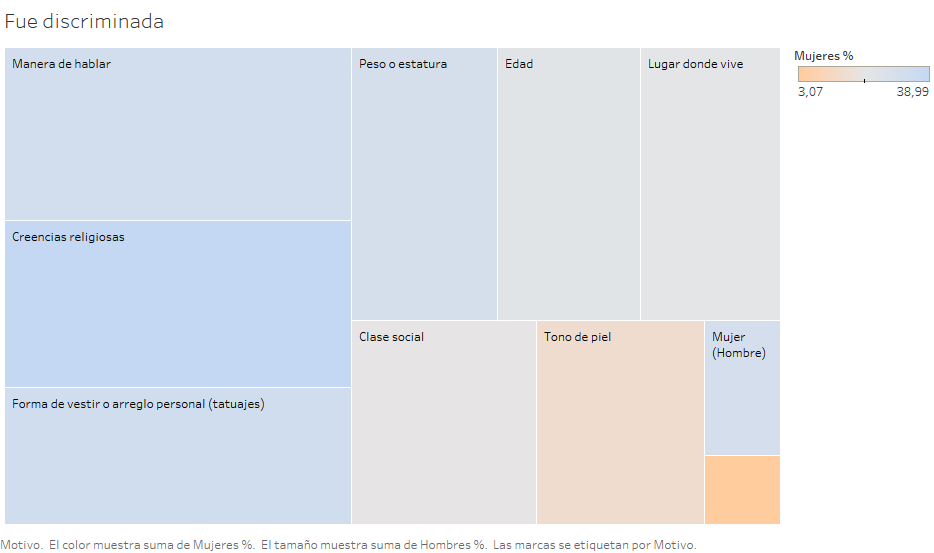 Fue discriminada
Manera de hablar
Peso o estatura
Edad
Lugar donde vive
Mujeres %
3,07
38,99
Creencias religiosas
Clase social
Tono de piel
Mujer
(Hombre)
Forma de vestir o arreglo personal (tatuajes)
Motivo. El color muestra suma de Mujeres %. El tamaño muestra suma de Hombres %. Las marcas se etiquetan por Motivo.